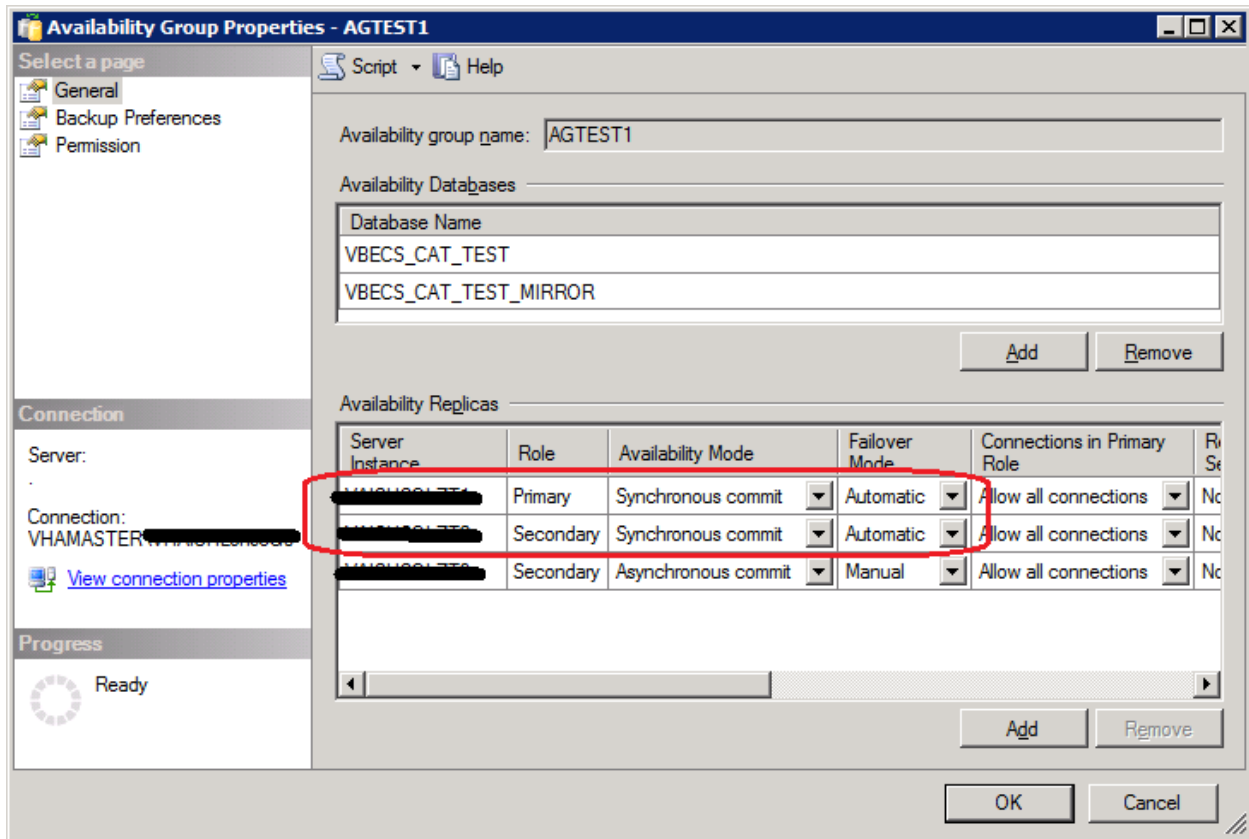 Availability Group Properties - AGTEST1
Select a page
General
Backup Preferences
Permission
Script Help
Availability group name: AGTEST1
Availability Databases
Database Name
VBECS_CAT_TEST
VBECS_CAT_TEST_MIRROR
Add Remove
Connection
Server:
.
Connection:
VHAMASTER
View connection properties
Progress
Ready
Availability Replicas
Server Instance Role Availability Mode Failover Mode Connections in Primary Role
Primary Synchronous commit Automatic Allow all connections
Secondary Synchronous commit Automatic Allow all connections
Secondary Asynchronous commit Manual Allow all connections
Add Remove
OK Cancel